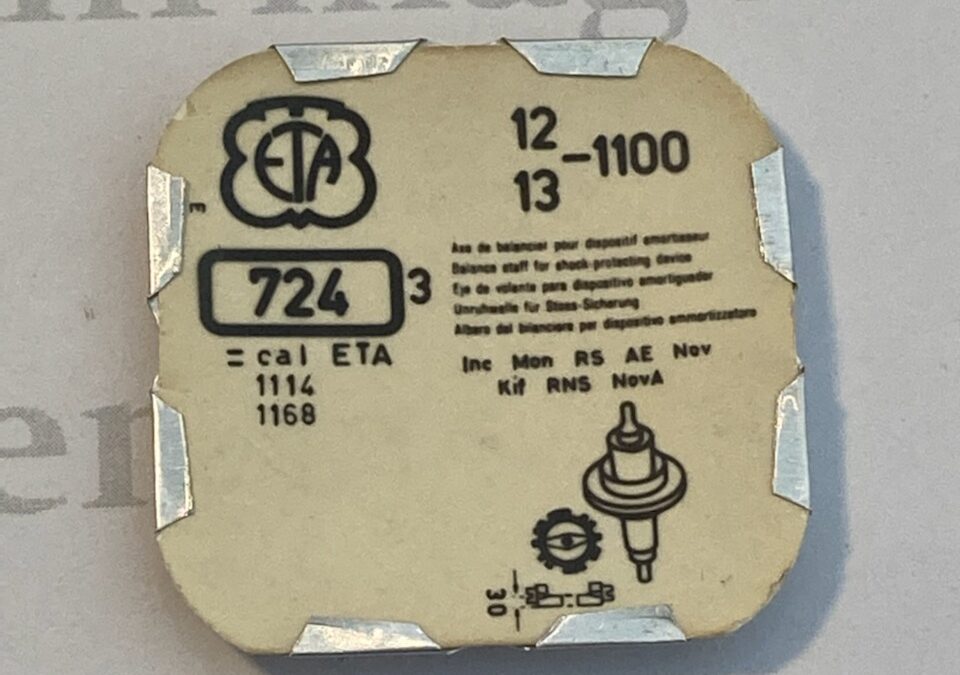 ETA
12
13 -1100
E
724 3
= cal ETA
1114
1168
Axe de balancier pour dispositif amortisseur
Balance staff for shock-protecting device
Eje de volante para dispositivo amortiguador
Unruhwelle für Stoss-Sicherung
Albero del bilanciere per dispositivo ammortizzatore
Inc Mon RS AE Nov
Kif RNS NovA
30